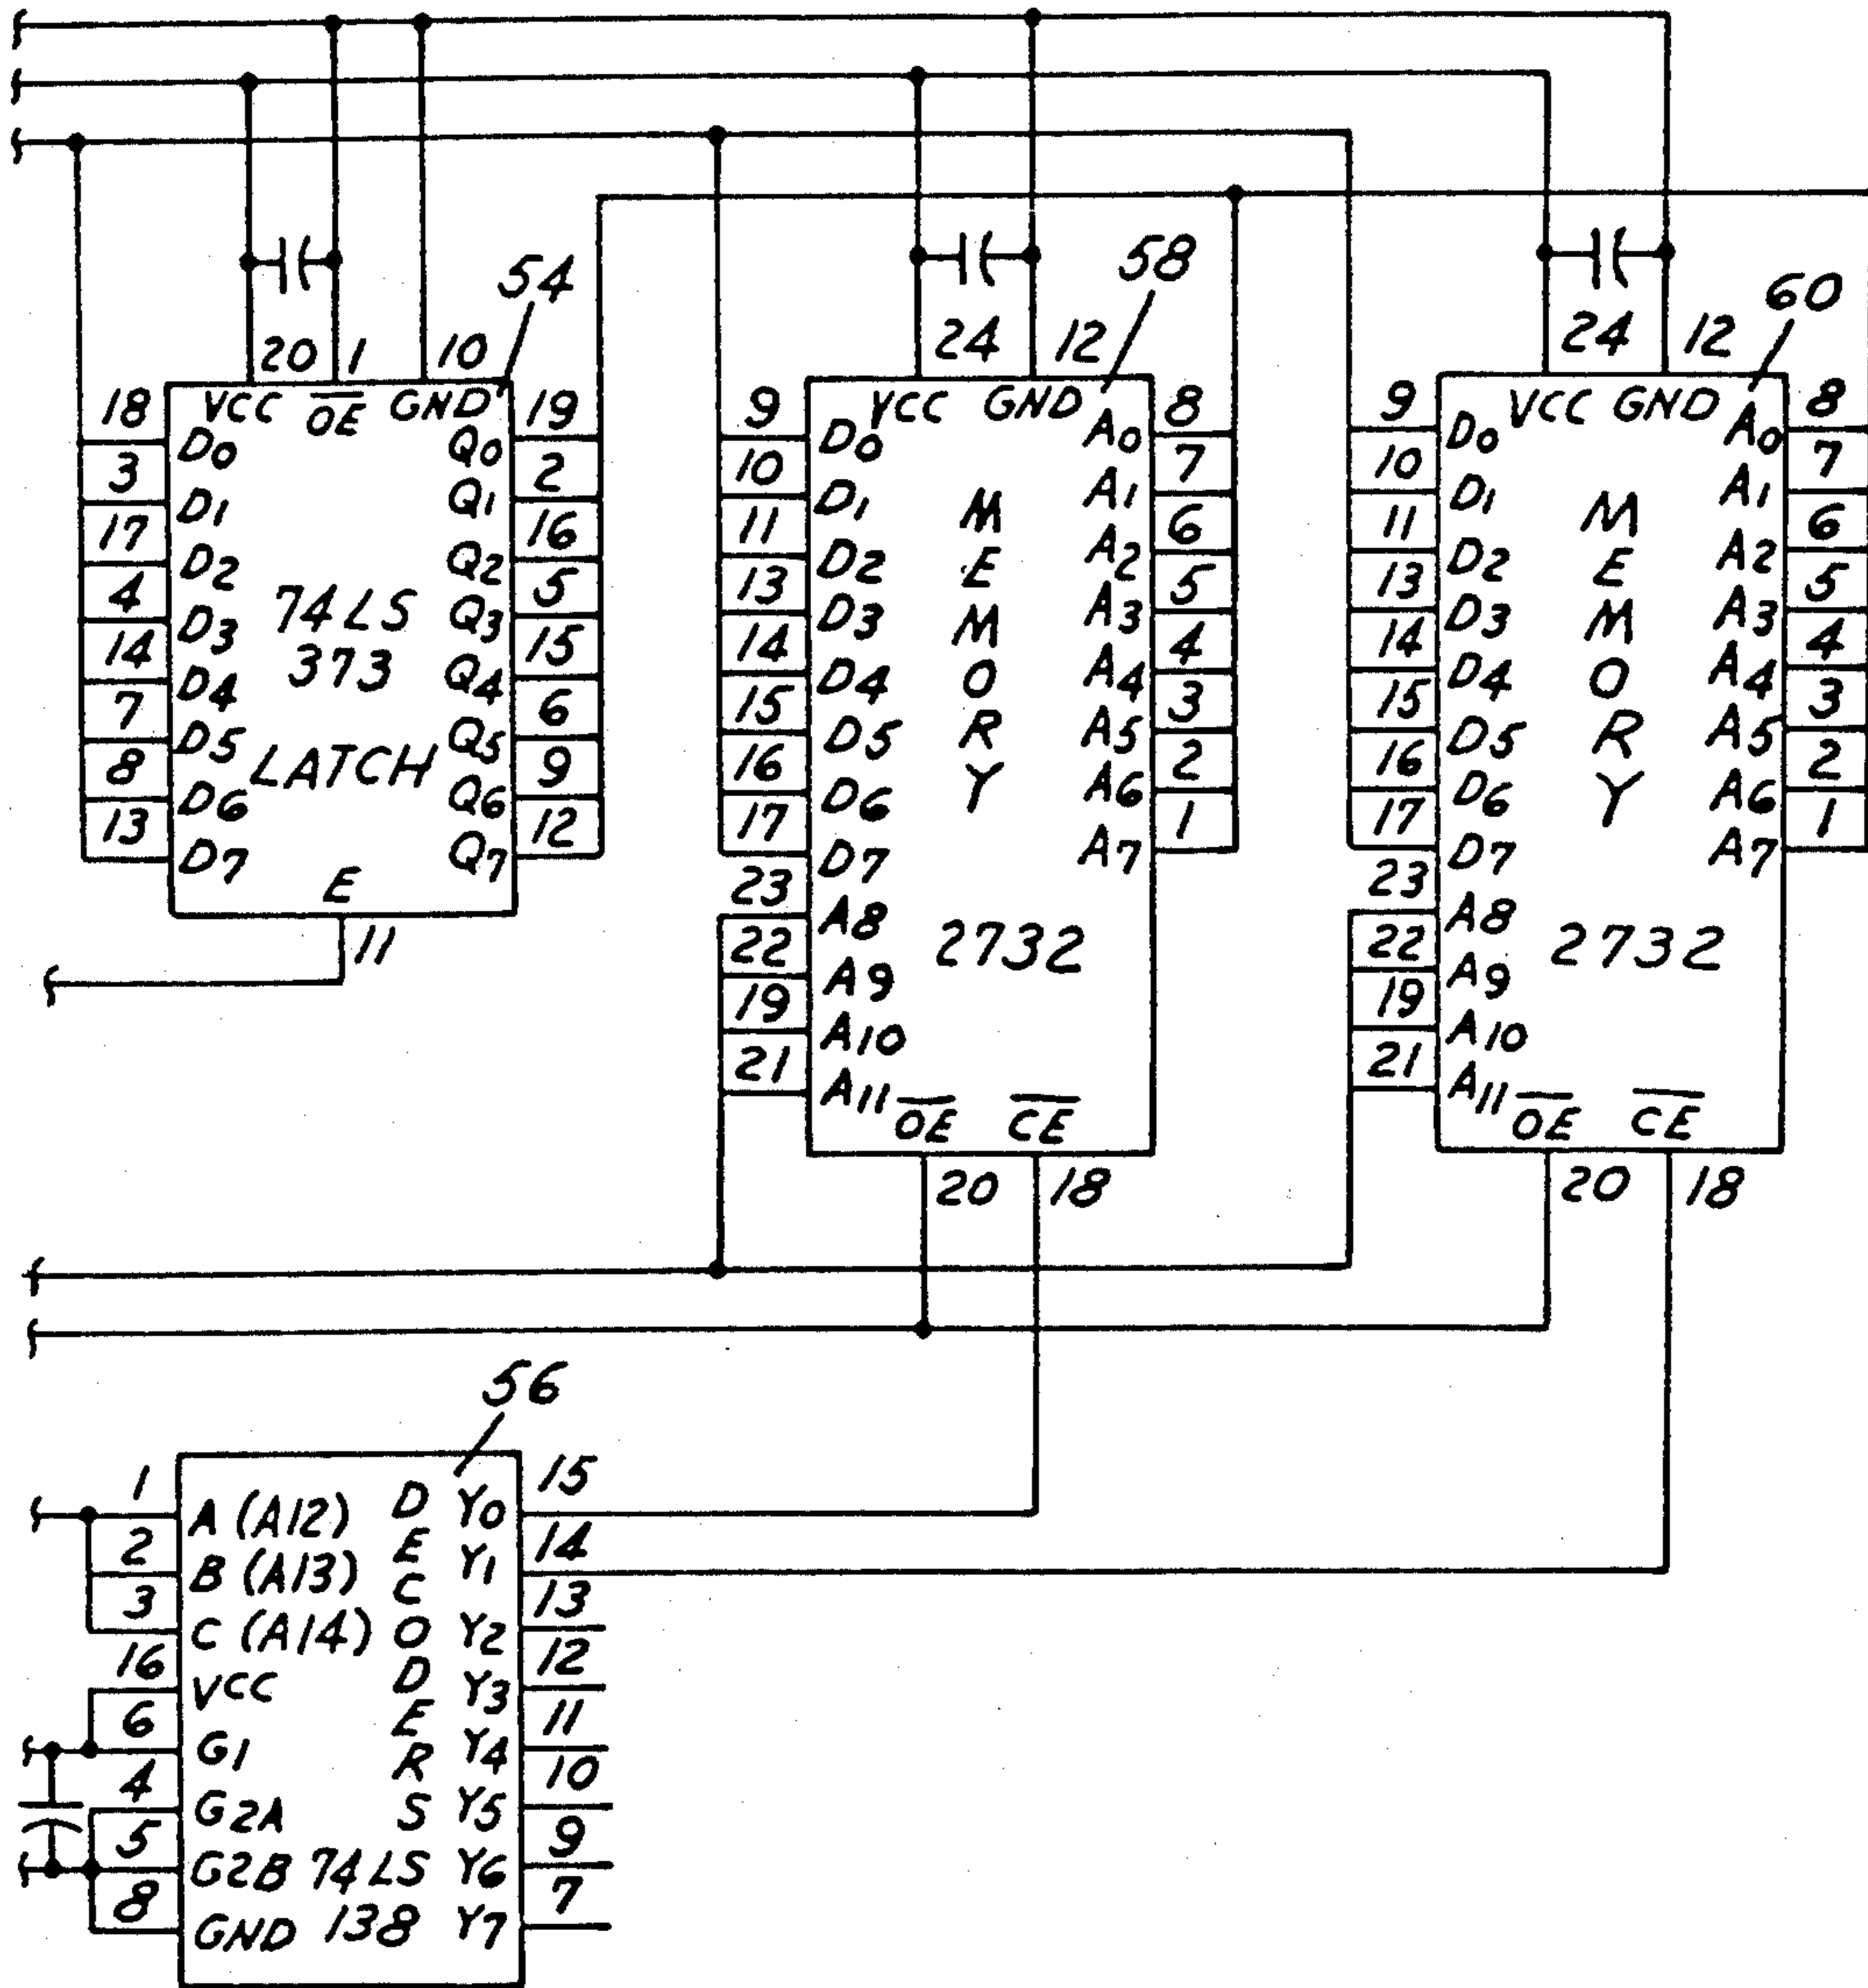 54
58
60
20 1 10
24 12
24 12
VCC OE GND
VCC GND
VCC GND
18 D0
3 D1
17 D2
4 D3
14 D4
7 D5
8 D6
13 D7
74LS
373
LATCH
E
11
19 Q0
2 Q1
16 Q2
5 Q3
15 Q4
6 Q5
9 Q6
12 Q7
9 D0
10 D1
11 D2
13 D3
14 D4
15 D5
16 D6
17 D7
23 A8
22 A9
19 A10
21 A11
MEMORY
2732
8 A0
7 A1
6 A2
5 A3
4 A4
3 A5
2 A6
1 A7
OE CE
20 18
9 D0
10 D1
11 D2
13 D3
14 D4
15 D5
16 D6
17 D7
23 A8
22 A9
19 A10
21 A11
MEMORY
2732
8 A0
7 A1
6 A2
5 A3
4 A4
3 A5
2 A6
1 A7
OE CE
20 18
56
1 A (A12)
2 B (A13)
3 C (A14)
16 VCC
6 G1
4 G2A
5 G2B
8 GND
DECODERS
74LS
138
15 Y0
14 Y1
13 Y2
12 Y3
11 Y4
10 Y5
9 Y6
7 Y7